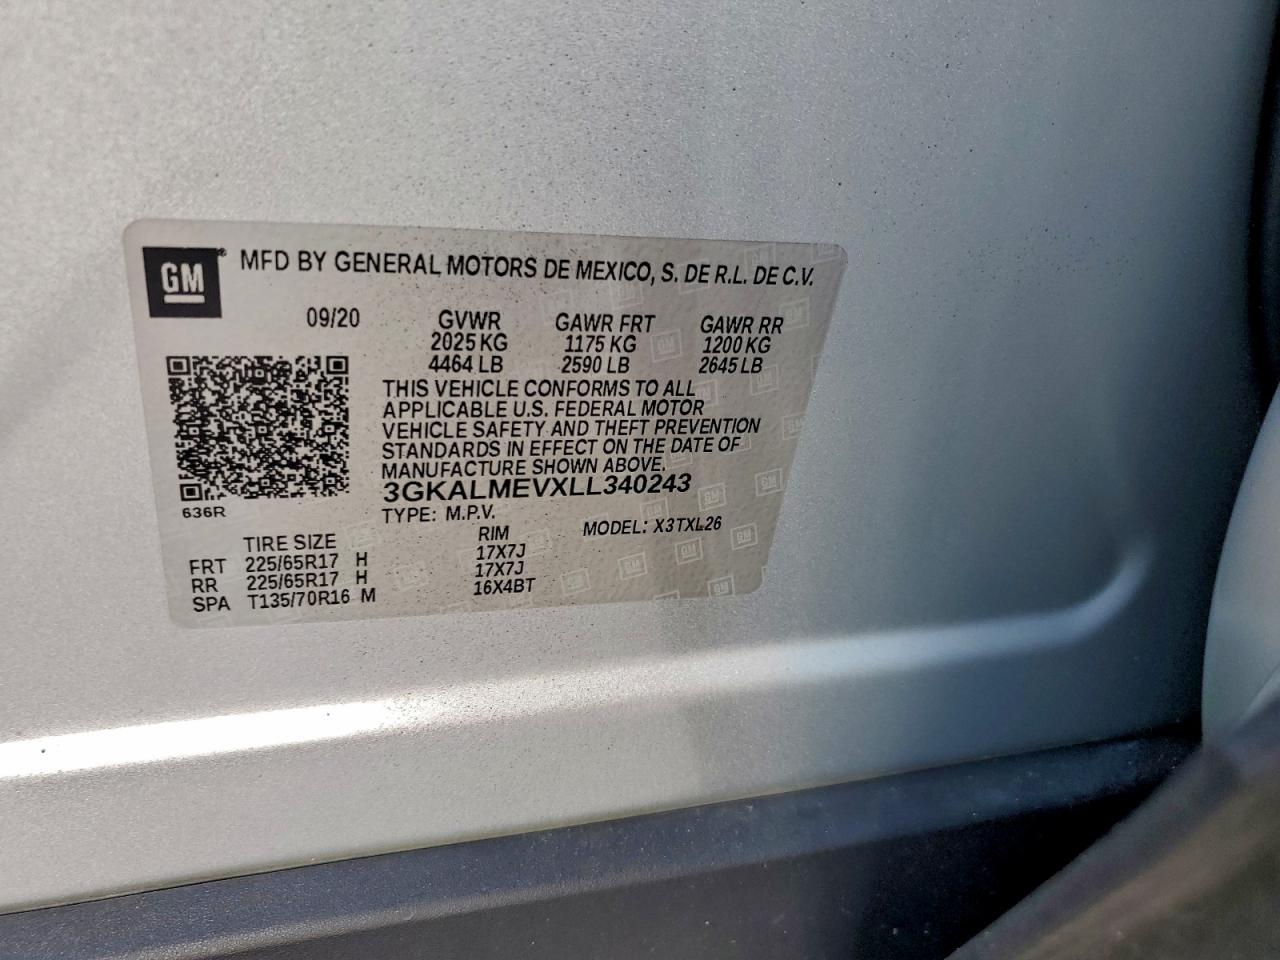 GM® MFD BY GENERAL MOTORS DE MEXICO, S. DE R.L. DE C.V.
09/20 GVWR GAWR FRT GAWR RR
2025 KG 1175 KG 1200 KG
4464 LB 2590 LB 2645 LB
THIS VEHICLE CONFORMS TO ALL
APPLICABLE U.S. FEDERAL MOTOR
VEHICLE SAFETY AND THEFT PREVENTION
STANDARDS IN EFFECT ON THE DATE OF
MANUFACTURE SHOWN ABOVE.
3GKALMEVXLL340243
636R TYPE: M.P.V. MODEL: X3TXL26
TIRE SIZE RIM
FRT 225/65R17 H 17X7J
RR 225/65R17 H 17X7J
SPA T135/70R16 M 16X4BT